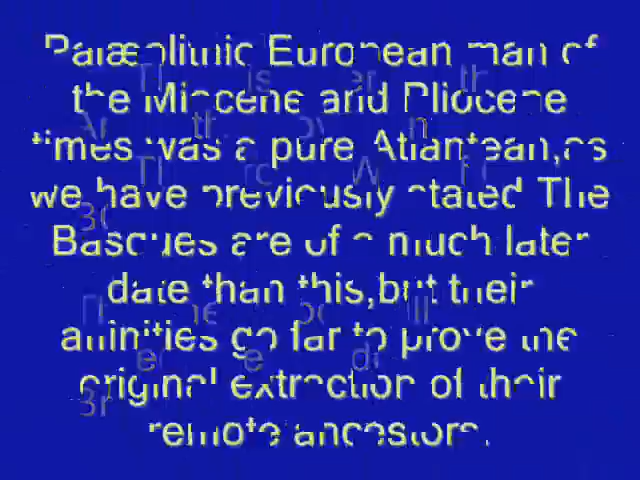 Palæolithic European man of
the Miocene and Pliocene
times was a pure Atlantean,as
we have previously stated The
Basques are of a much later
date than this,but their
affinities go far to prove the
original extraction of their
remote ancestors.